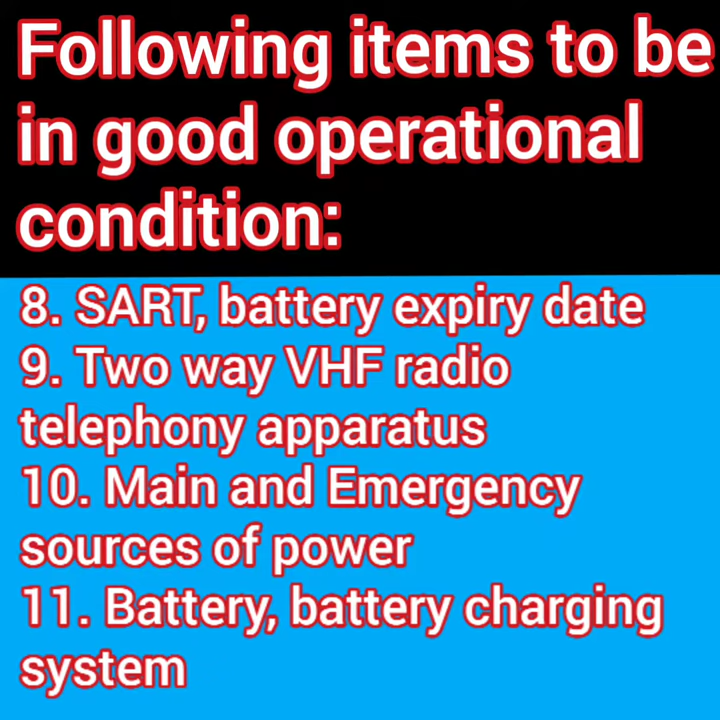 Following items to be
in good operational
condition:
8. SART, battery expiry date
9. Two way VHF radio
telephony apparatus
10. Main and Emergency
sources of power
11. Battery, battery charging
system